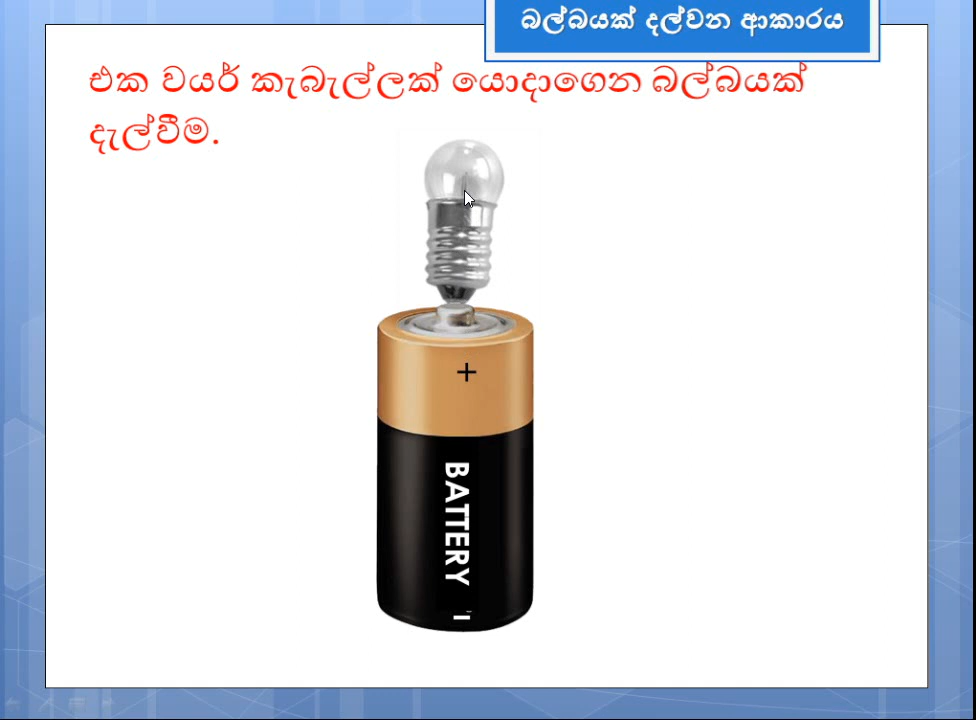 බල්බයක් දල්වන ආකාරය
එක වයර් කැබැල්ලක් යොදාගෙන බල්බයක්
දැල්වීම.
+
BATTERY
-